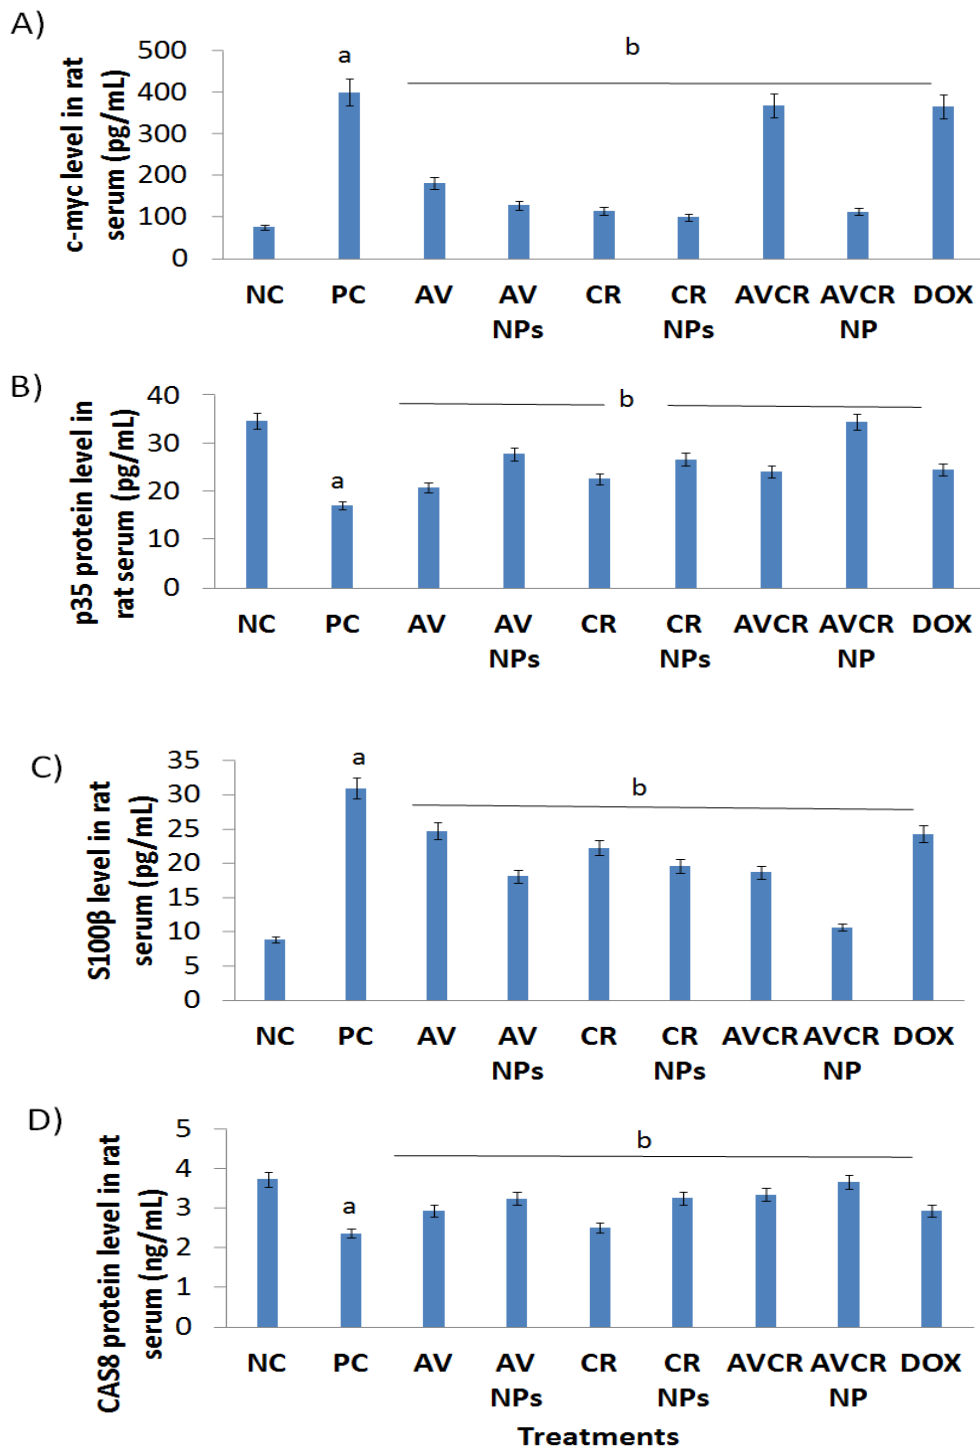 A)
c-myc level in rat
serum (pg/mL)
500
400
300
200
100
0
a
b
NC PC AV AV CR CR AVCR AVCR DOX
NPs NPs NP
B)
p35 protein level in
rat serum (pg/mL)
40
30
20
10
0
a
b
NC PC AV AV CR CR AVCR AVCR DOX
NPs NPs NP
C)
S100β level in rat
serum (pg/mL)
35
30
25
20
15
10
5
0
a
b
NC PC AV AV CR CR AVCR AVCR DOX
NPs NPs NP
D)
CAS8 protein level in rat
serum (ng/mL)
5
4
3
2
1
0
a
b
NC PC AV AV CR CR AVCR AVCR DOX
NPs NPs NP
Treatments